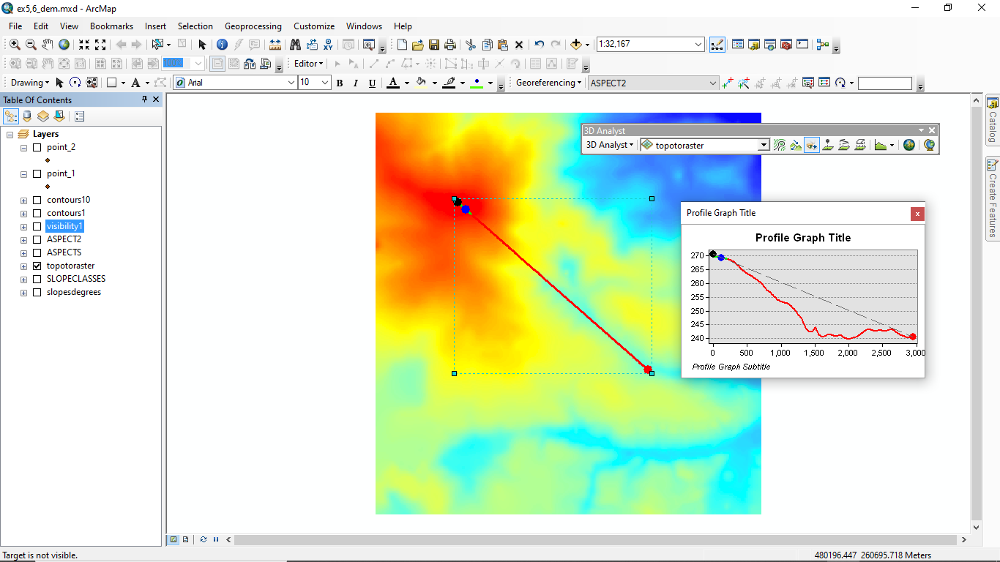 ex5,6_dem.mxd - ArcMap
File Edit View Bookmarks Insert Selection Geoprocessing Customize Windows Help
1:32,167
100%
Editor
Drawing
A
Arial
10
B I U A
Georeferencing
ASPECT2
Table Of Contents
Layers
point_2
point_1
contours10
contours1
visibility1
ASPECT2
ASPECTS
topotoraster
SLOPECLASSES
slopesdegrees
3D Analyst
3D Analyst
topotoraster
Catalog
Create Features
Profile Graph Title
Profile Graph Title
270
265
260
255
250
245
240
0 500 1,000 1,500 2,000 2,500 3,000
Profile Graph Subtitle
Target is not visible.
480196.447 260695.718 Meters